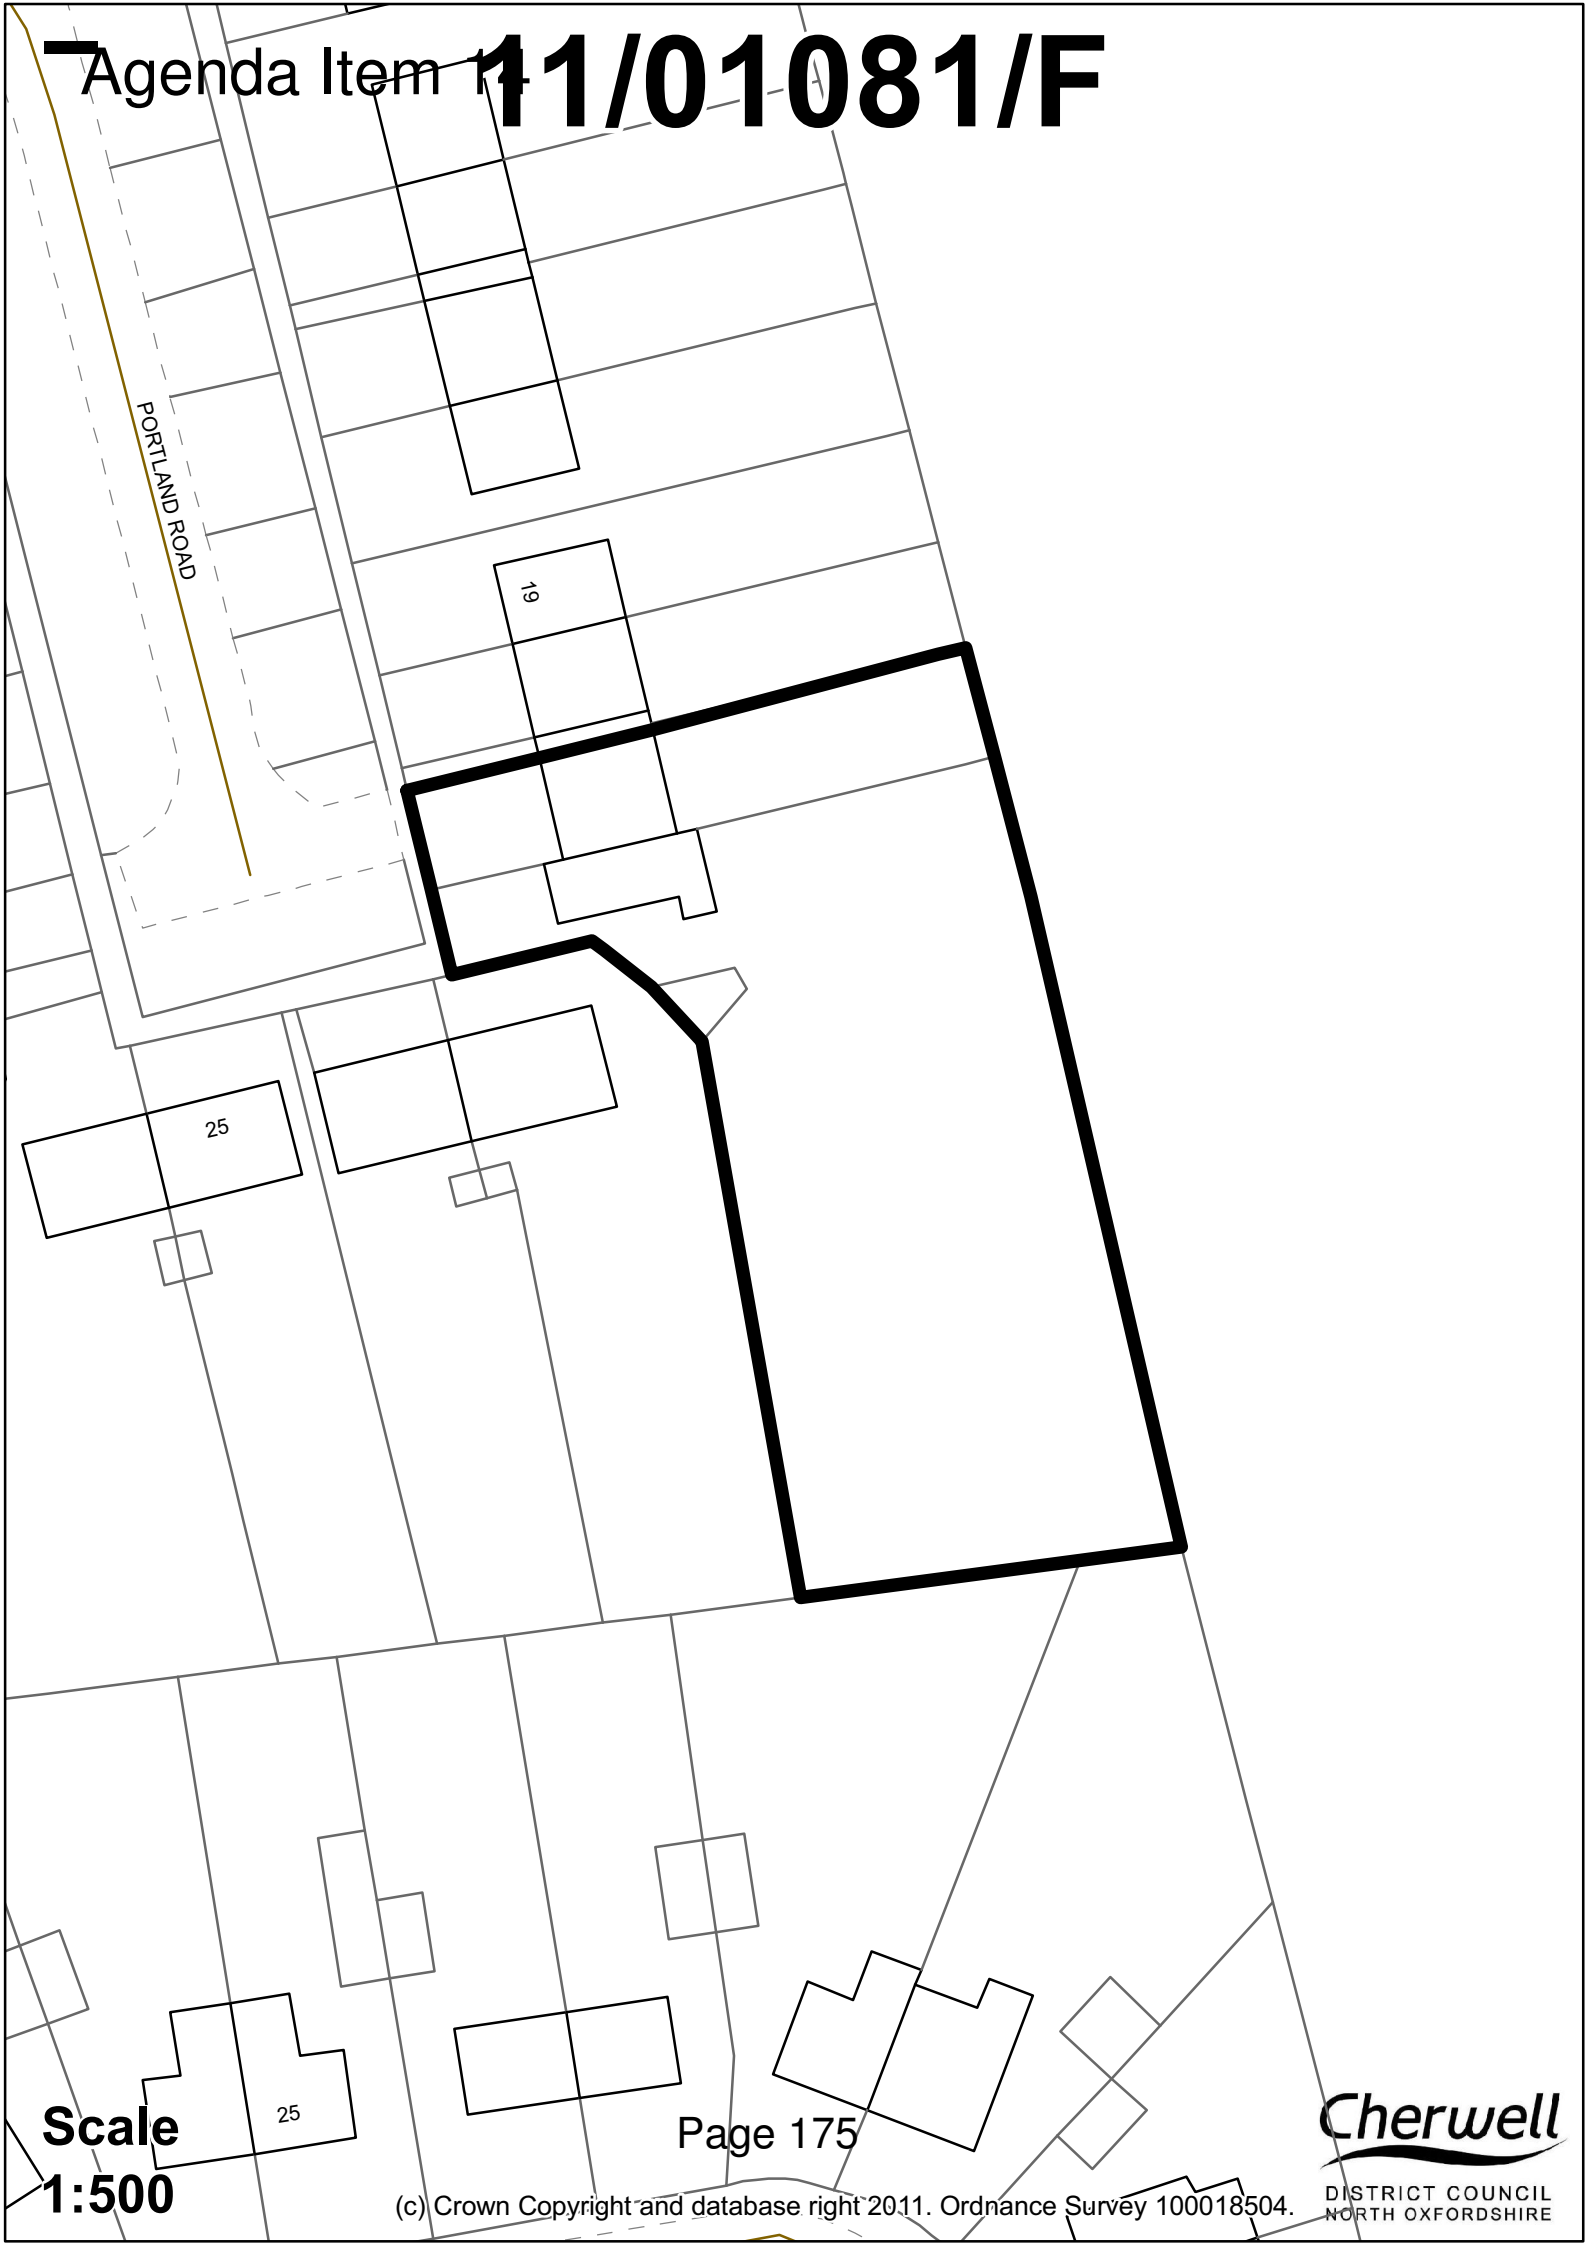 Agenda Item 14
11/01081/F
PORTLAND ROAD
19
25
25
Scale
1:500
Page 175
(c) Crown Copyright and database right 2011. Ordnance Survey 100018504.
Cherwell
DISTRICT COUNCIL
NORTH OXFORDSHIRE